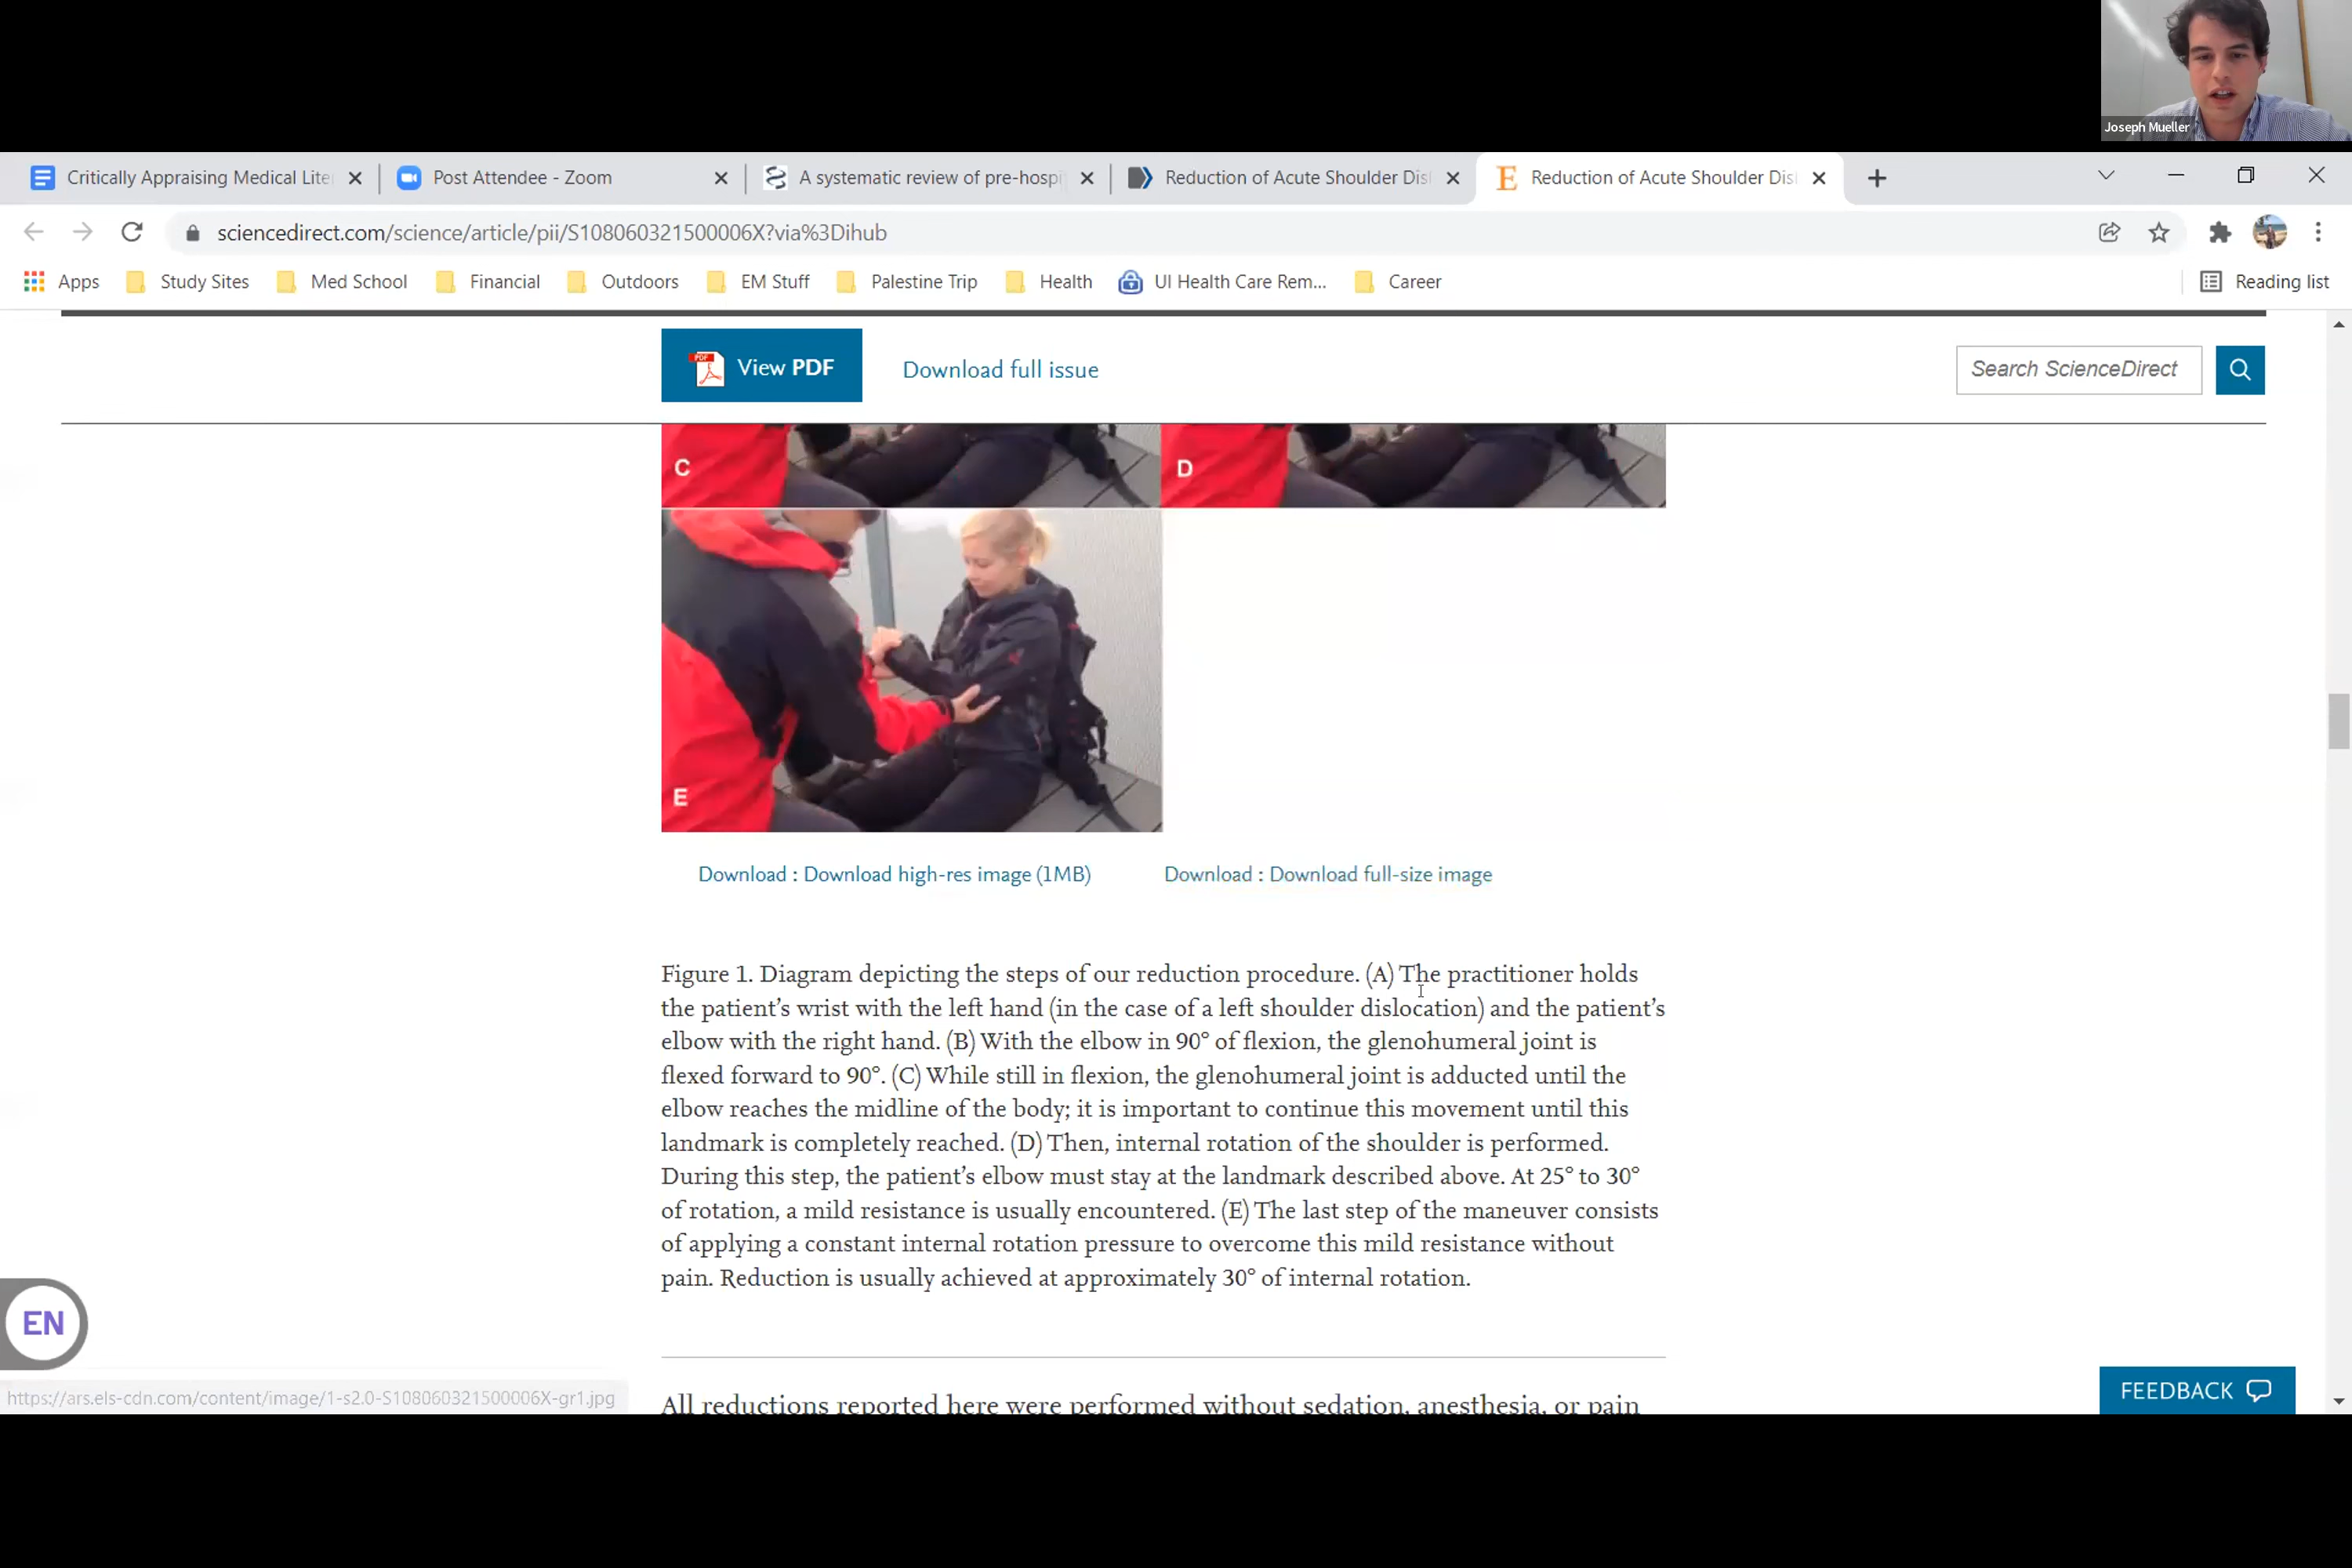 Joseph Mueller
Critically Appraising Medical Lite
Post Attendee - Zoom
A systematic review of pre-hospi
Reduction of Acute Shoulder Dis
Reduction of Acute Shoulder Dis
sciencedirect.com/science/article/pii/S108060321500006X?via%3Dihub
Apps
Study Sites
Med School
Financial
Outdoors
EM Stuff
Palestine Trip
Health
UI Health Care Rem...
Career
Reading list
View PDF
Download full issue
Search ScienceDirect
C
D
E
Download : Download high-res image (1MB)
Download : Download full-size image
Figure 1. Diagram depicting the steps of our reduction procedure. (A) The practitioner holds
the patient’s wrist with the left hand (in the case of a left shoulder dislocation) and the patient’s
elbow with the right hand. (B) With the elbow in 90° of flexion, the glenohumeral joint is
flexed forward to 90°. (C) While still in flexion, the glenohumeral joint is adducted until the
elbow reaches the midline of the body; it is important to continue this movement until this
landmark is completely reached. (D) Then, internal rotation of the shoulder is performed.
During this step, the patient’s elbow must stay at the landmark described above. At 25° to 30°
of rotation, a mild resistance is usually encountered. (E) The last step of the maneuver consists
of applying a constant internal rotation pressure to overcome this mild resistance without
pain. Reduction is usually achieved at approximately 30° of internal rotation.
EN
https://ars.els-cdn.com/content/image/1-s2.0-S108060321500006X-gr1.jpg
All reductions reported here were performed without sedation, anesthesia, or pain
FEEDBACK